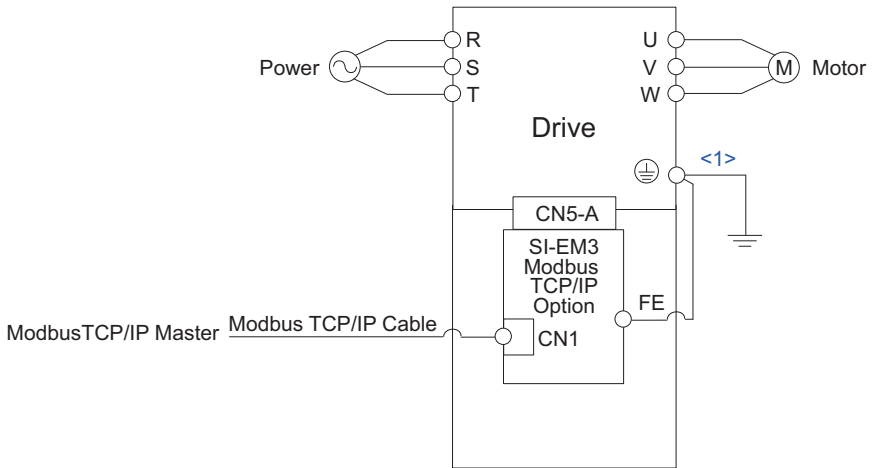 R
U
Power
S
V
M
Motor
T
W
Drive
<1>
CN5-A
SI-EM3
Modbus
TCP/IP
Option
FE
ModbusTCP/IP Master
Modbus TCP/IP Cable
CN1